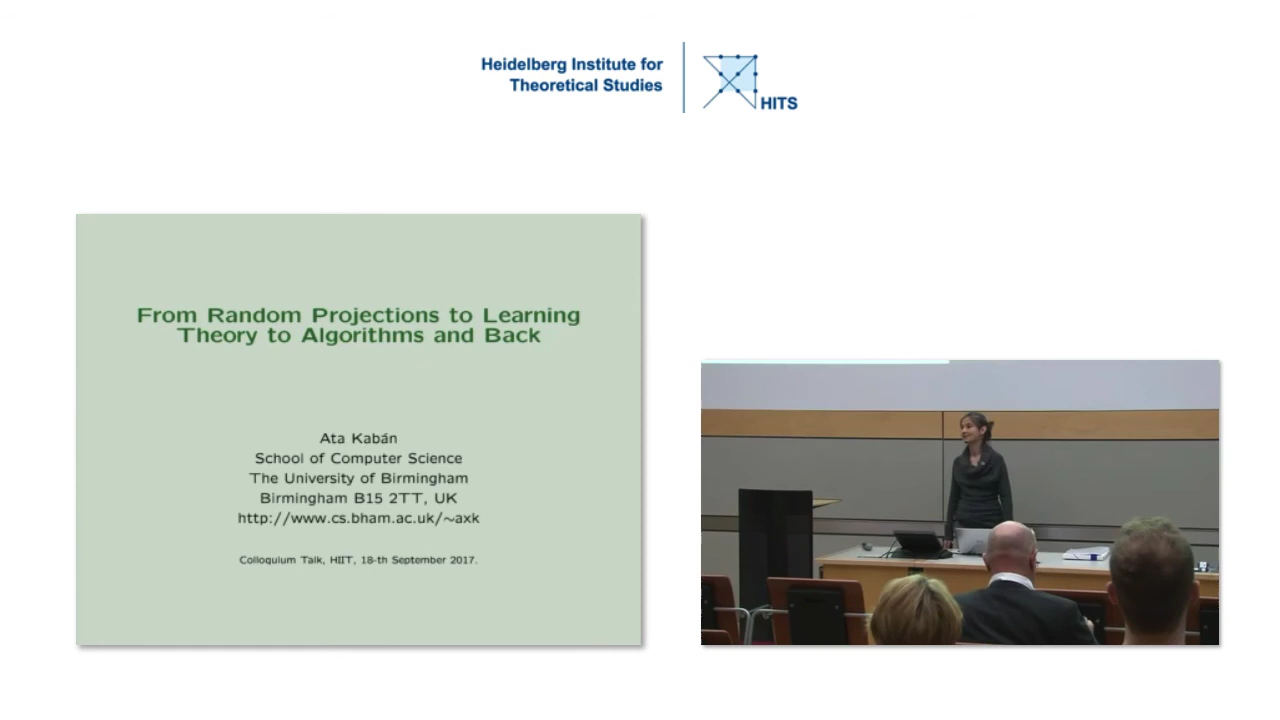 Heidelberg Institute for
Theoretical Studies
HITS
From Random Projections to Learning
Theory to Algorithms and Back
Ata Kabán
School of Computer Science
The University of Birmingham
Birmingham B15 2TT, UK
http://www.cs.bham.ac.uk/~axk
Colloquium Talk, HIIT, 18-th September 2017.